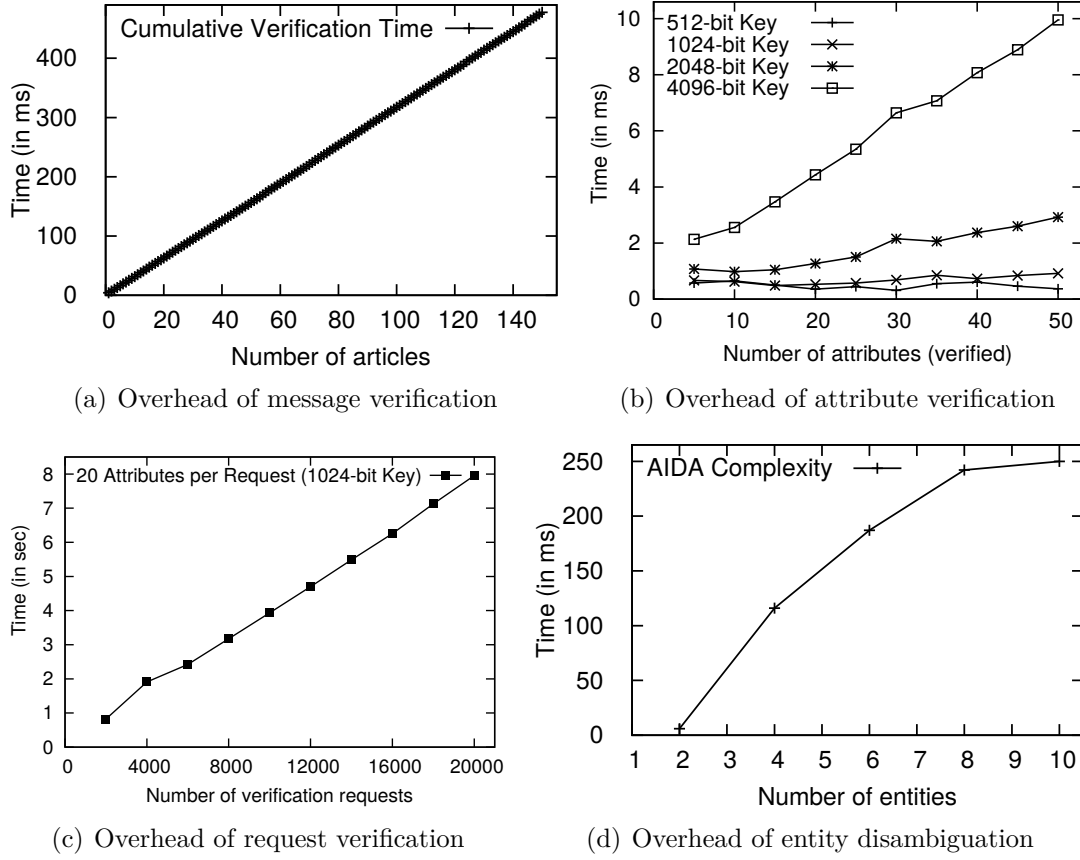 Cumulative Verification Time
Time (in ms)
400
300
200
100
0
0 20 40 60 80 100 120 140
Number of articles
(a) Overhead of message verification
512-bit Key
1024-bit Key
2048-bit Key
4096-bit Key
Time (in ms)
10
8
6
4
2
0
0 10 20 30 40 50
Number of attributes (verified)
(b) Overhead of attribute verification
20 Attributes per Request (1024-bit Key)
Time (in sec)
8
7
6
5
4
3
2
1
0
0 4000 8000 12000 16000 20000
Number of verification requests
(c) Overhead of request verification
AIDA Complexity
Time (in ms)
250
200
150
100
50
0
1 2 3 4 5 6 7 8 9 10
Number of entities
(d) Overhead of entity disambiguation